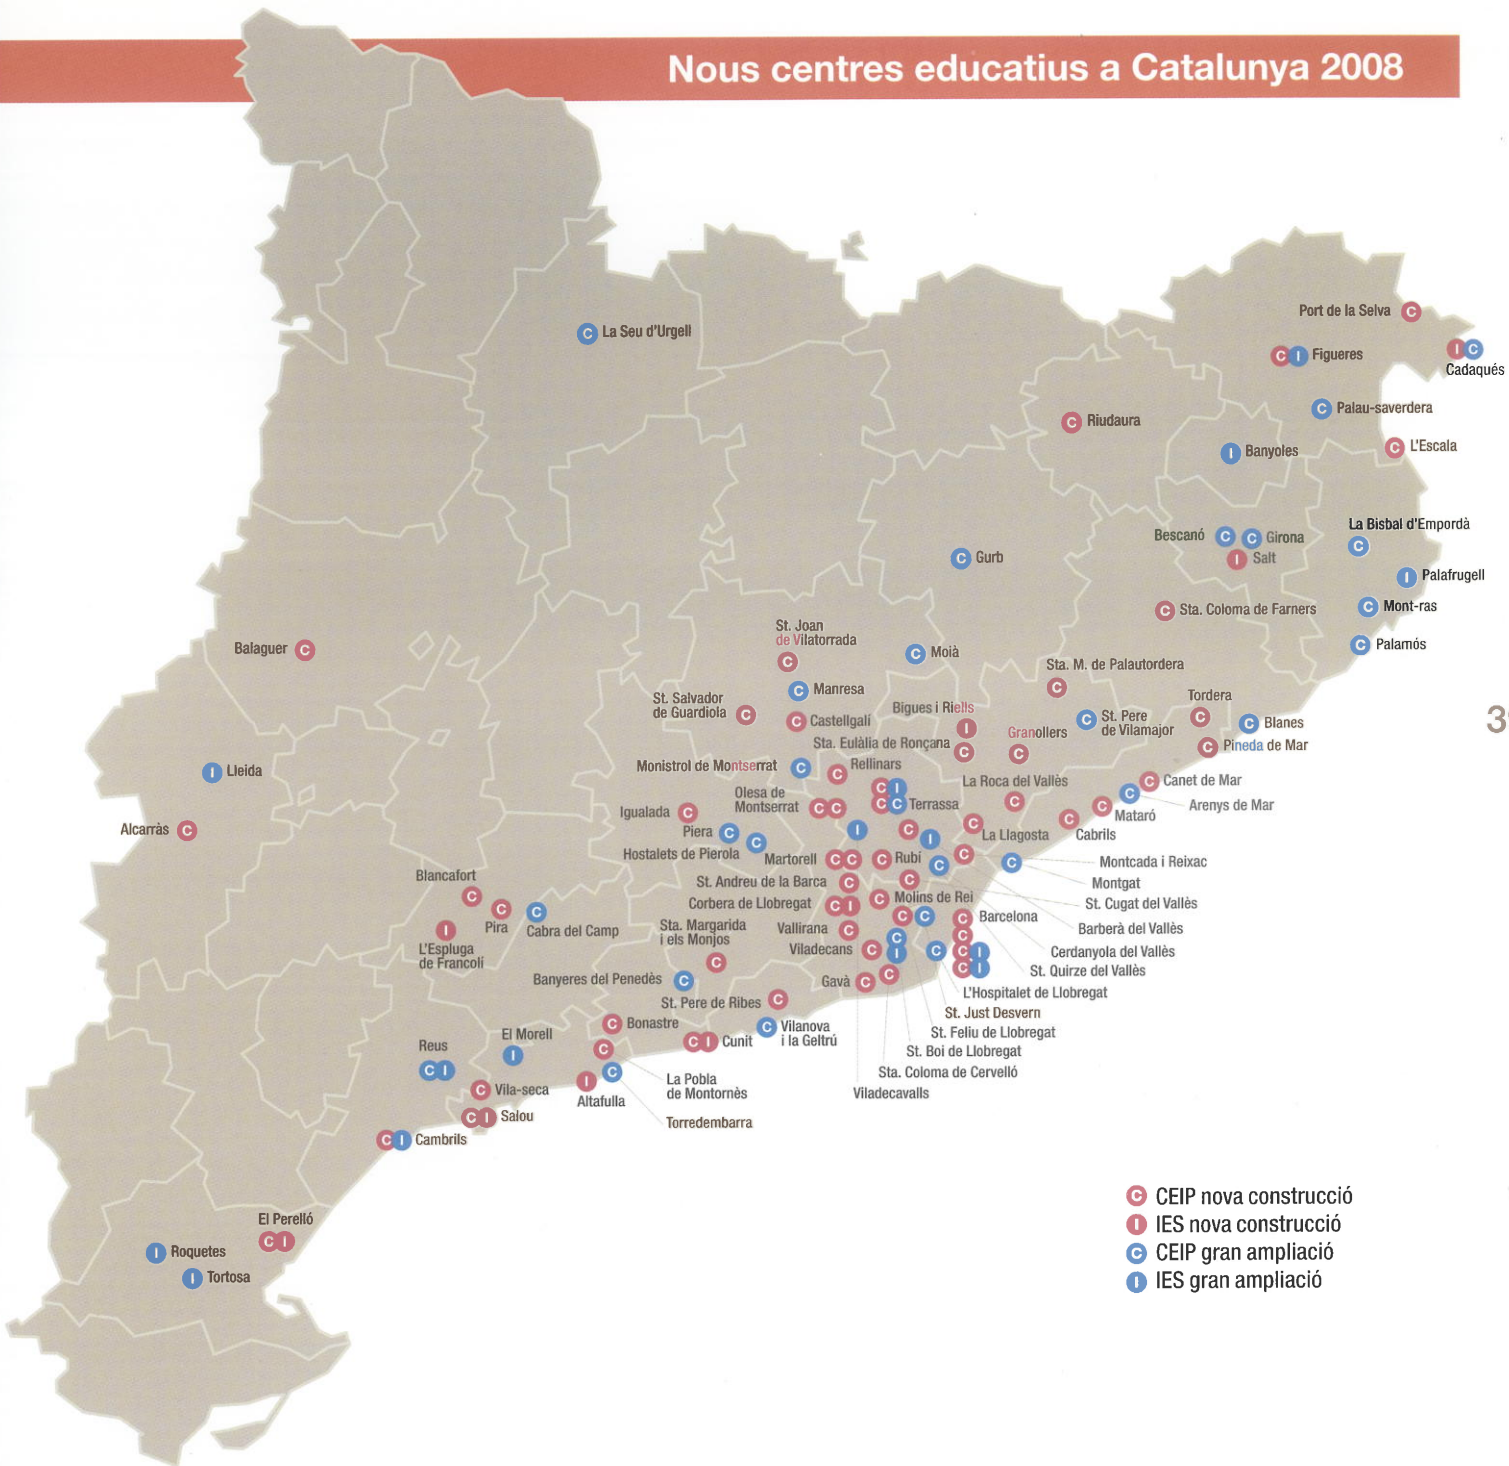 Nous centres educatius a Catalunya 2008
Port de la Selva
La Seu d'Urgell
Figueres
Cadaqués
Palau-saverdera
Riudaura
L'Escala
Banyoles
La Bisbal d'Empordà
Bescanó
Girona
Gurb
Salt
Palafrugell
Mont-ras
Sta. Coloma de Farners
St. Joan
de Vilatorrada
Balaguer
Moià
Palamós
Sta. M. de Palautordera
Manresa
St. Salvador
de Guardiola
Tordera
Bigues i Riells
Castellgalí
St. Pere
de Vilamajor
Blanes
39
Granollers
Sta. Eulàlia de Ronçana
Pineda de Mar
Monistrol de Montserrat
Rellinars
Lleida
La Roca del Vallès
Canet de Mar
Olesa de
Montserrat
Terrassa
Arenys de Mar
Igualada
Mataró
Alcarràs
Piera
La Llagosta
Cabrils
Hostalets de Pierola
Martorell
Rubí
Montcada i Reixac
Blancafort
St. Andreu de la Barca
Montgat
Corbera de Llobregat
Molins de Rei
St. Cugat del Vallès
Pira
Cabra del Camp
Sta. Margarida
i els Monjos
Vallirana
Barcelona
Barberà del Vallès
L'Espluga
de Francolí
Viladecans
Cerdanyola del Vallès
St. Quirze del Vallès
Banyeres del Penedès
Gavà
L'Hospitalet de Llobregat
St. Pere de Ribes
St. Just Desvern
Bonastre
Vilanova
i la Geltrú
St. Feliu de Llobregat
El Morell
Cunit
Reus
St. Boi de Llobregat
Sta. Coloma de Cervelló
La Pobla
de Montornès
Vila-seca
Altafulla
Viladecavalls
Salou
Torredembarra
Cambrils
El Perelló
Roquetes
Tortosa
C CEIP nova construcció
I IES nova construcció
C CEIP gran ampliació
I IES gran ampliació